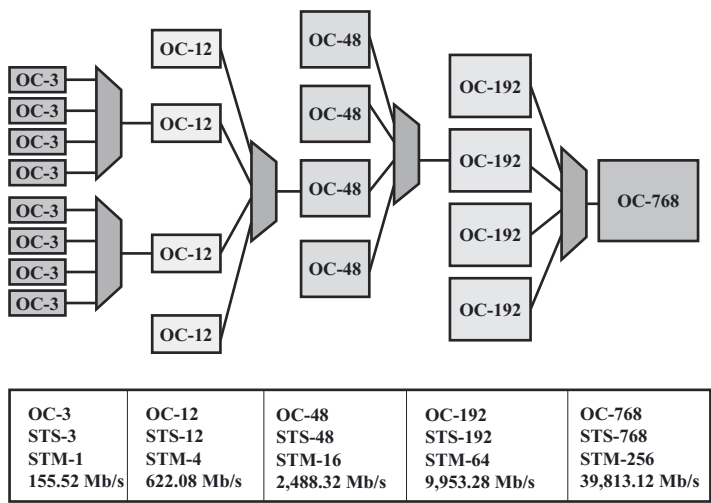 OC-3
OC-3
OC-3
OC-3
OC-3
OC-3
OC-3
OC-3
OC-12
OC-12
OC-12
OC-12
OC-48
OC-48
OC-48
OC-48
OC-192
OC-192
OC-192
OC-192
OC-768
OC-3
STS-3
STM-1
155.52 Mb/s
OC-12
STS-12
STM-4
622.08 Mb/s
OC-48
STS-48
STM-16
2,488.32 Mb/s
OC-192
STS-192
STM-64
9,953.28 Mb/s
OC-768
STS-768
STM-256
39,813.12 Mb/s